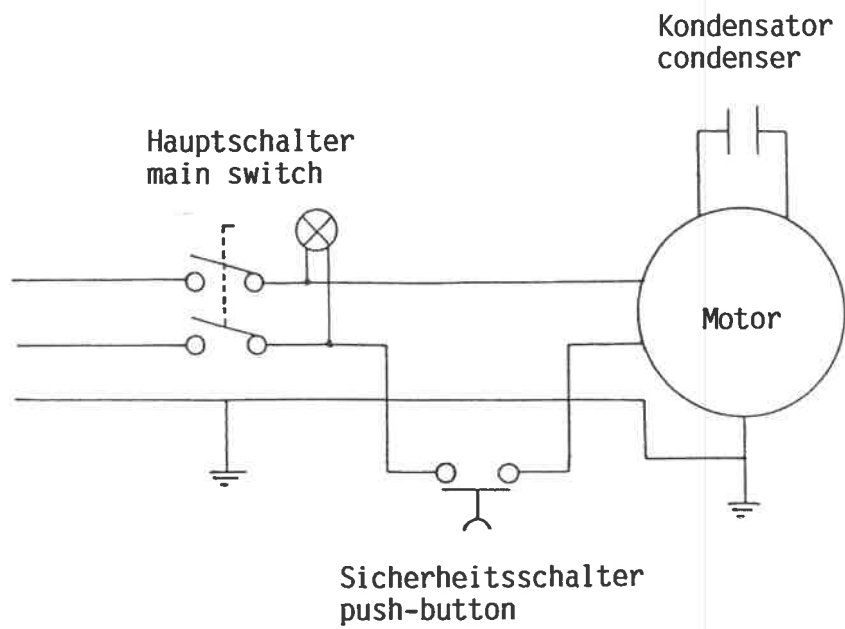 Kondensator
condenser
Hauptschalter
main switch
Motor
Sicherheitsschalter
push-button